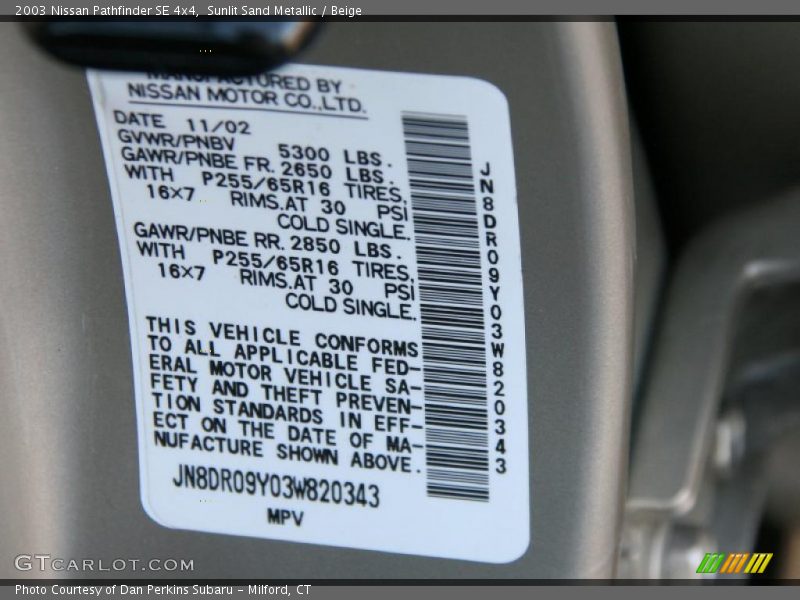 2003 Nissan Pathfinder SE 4x4, Sunlit Sand Metallic / Beige
MANUFACTURED BY
NISSAN MOTOR CO.,LTD.
DATE 11/02
GVWR/PNBV 5300 LBS.
GAWR/PNBE FR. 2650 LBS.
WITH P255/65R16 TIRES,
16×7 RIMS.AT 30 PSI
COLD SINGLE.
GAWR/PNBE RR. 2850 LBS.
WITH P255/65R16 TIRES,
16×7 RIMS.AT 30 PSI
COLD SINGLE.
THIS VEHICLE CONFORMS
TO ALL APPLICABLE FED-
ERAL MOTOR VEHICLE SA-
FETY AND THEFT PREVEN-
TION STANDARDS IN EFF-
ECT ON THE DATE OF MA-
NUFACTURE SHOWN ABOVE.
JN8DR09Y03W820343
MPV
JN8DR09Y03W820343
GTCARLOT.COM
Photo Courtesy of Dan Perkins Subaru - Milford, CT